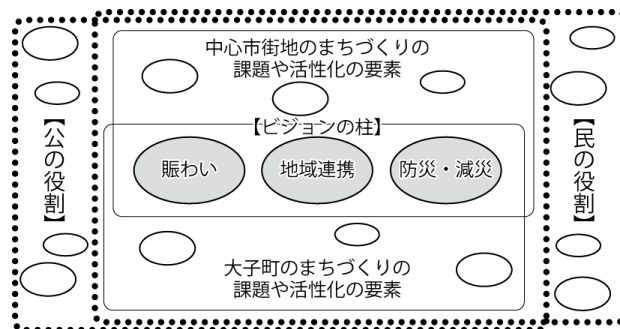 中心市街地のまちづくりの
課題や活性化の要素
【ビジョンの柱】
【公の役割】
賑わい
地域連携
防災・減災
【民の役割】
大子町のまちづくりの
課題や活性化の要素